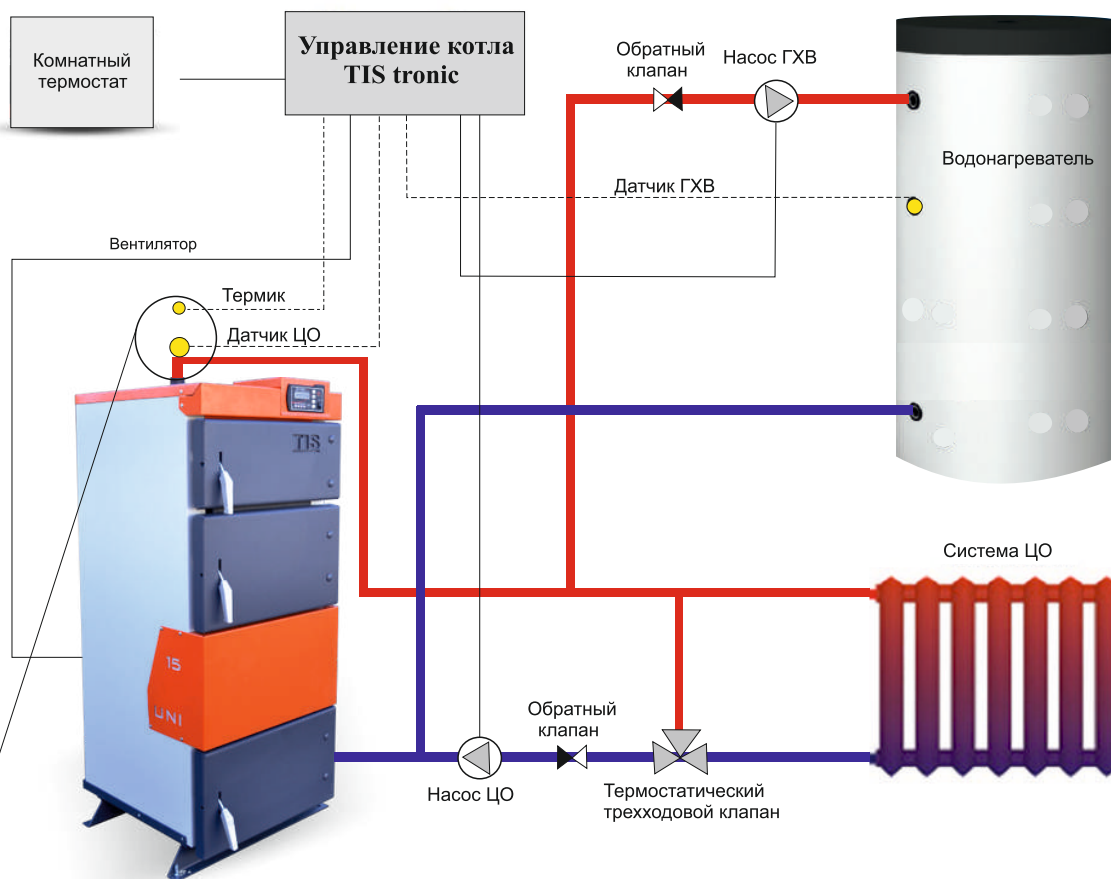 Комнатный
термостат
Управление котла
TIS tronic
Обратный
клапан
Насос ГХВ
Водонагреватель
Датчик ГХВ
Вентилятор
Термик
Датчик ЦО
TIS
Система ЦО
15
UNI
Обратный
клапан
Насос ЦО
Термостатический
трехходовой клапан